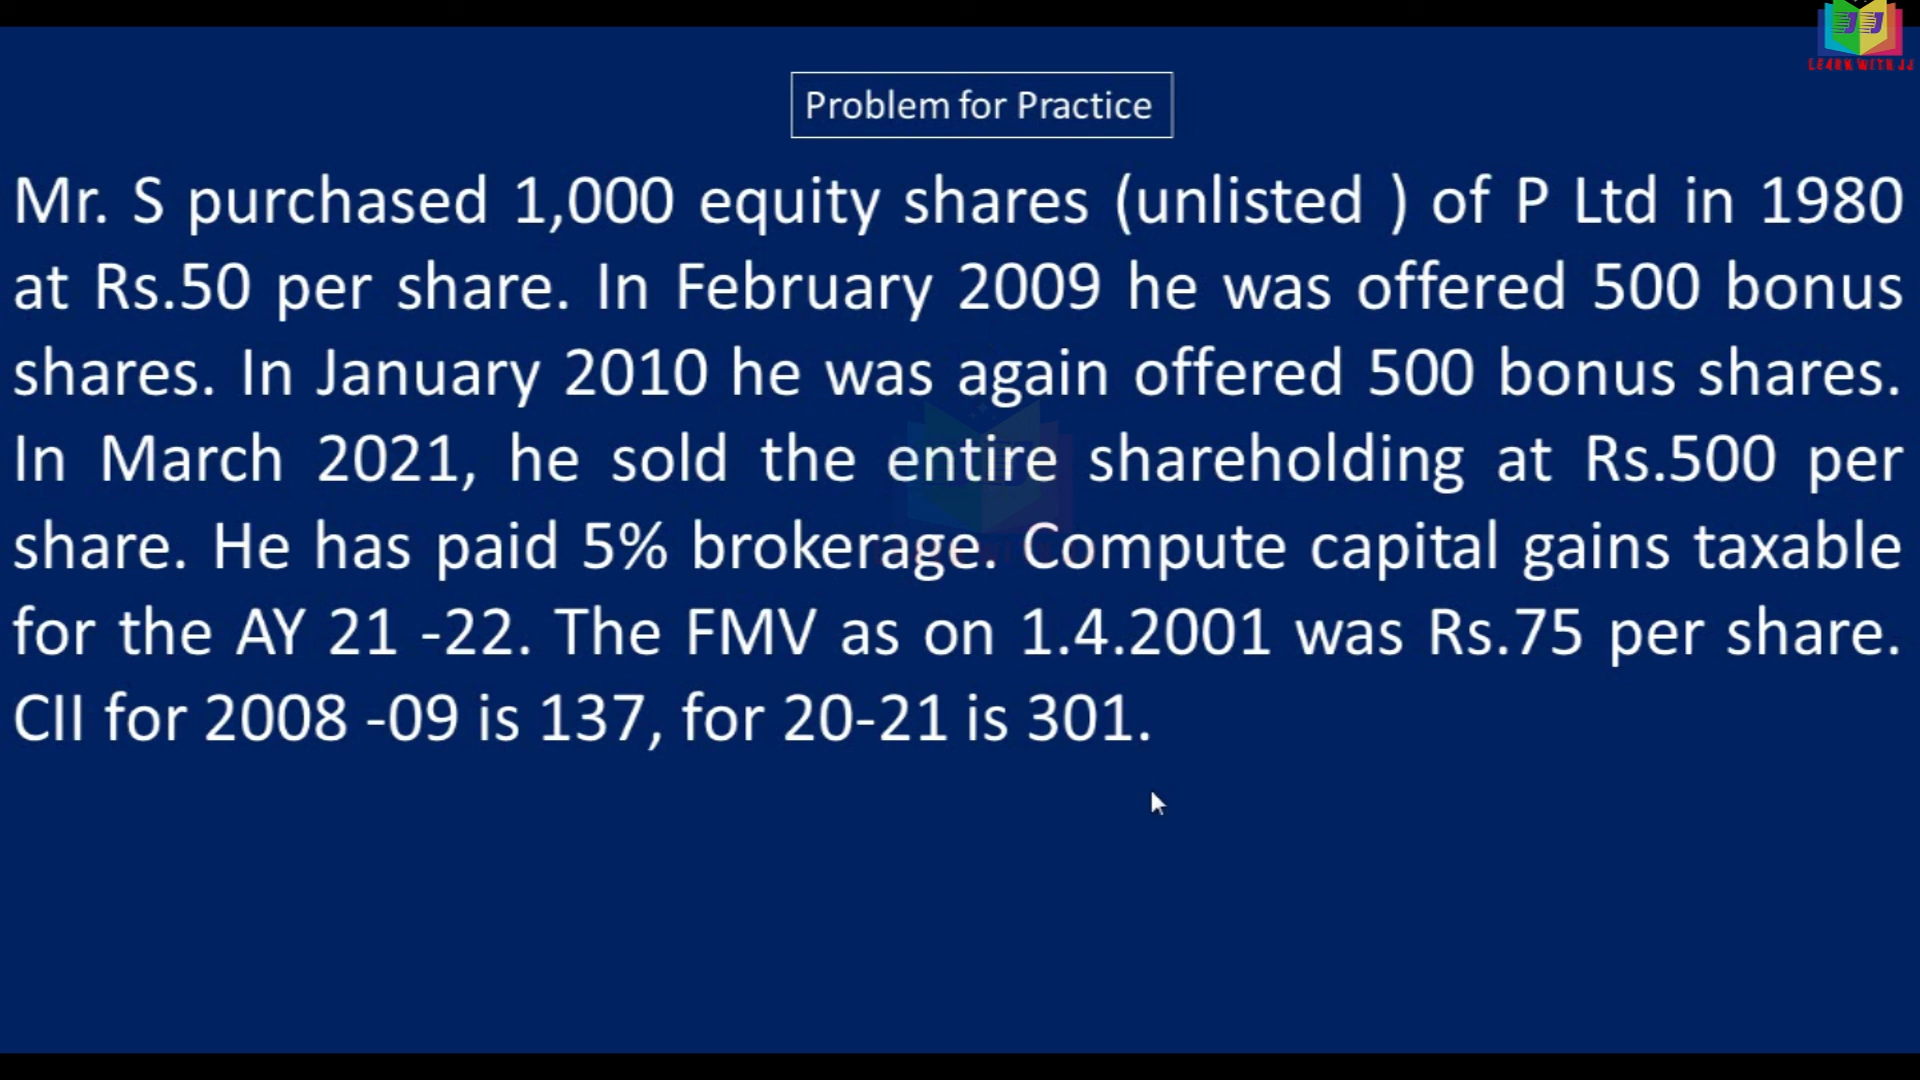 LEARN WITH JJ
Problem for Practice
Mr. S purchased 1,000 equity shares (unlisted ) of P Ltd in 1980
at Rs.50 per share. In February 2009 he was offered 500 bonus
shares. In January 2010 he was again offered 500 bonus shares.
In March 2021, he sold the entire shareholding at Rs.500 per
share. He has paid 5% brokerage. Compute capital gains taxable
for the AY 21 -22. The FMV as on 1.4.2001 was Rs.75 per share.
CII for 2008 -09 is 137, for 20-21 is 301.